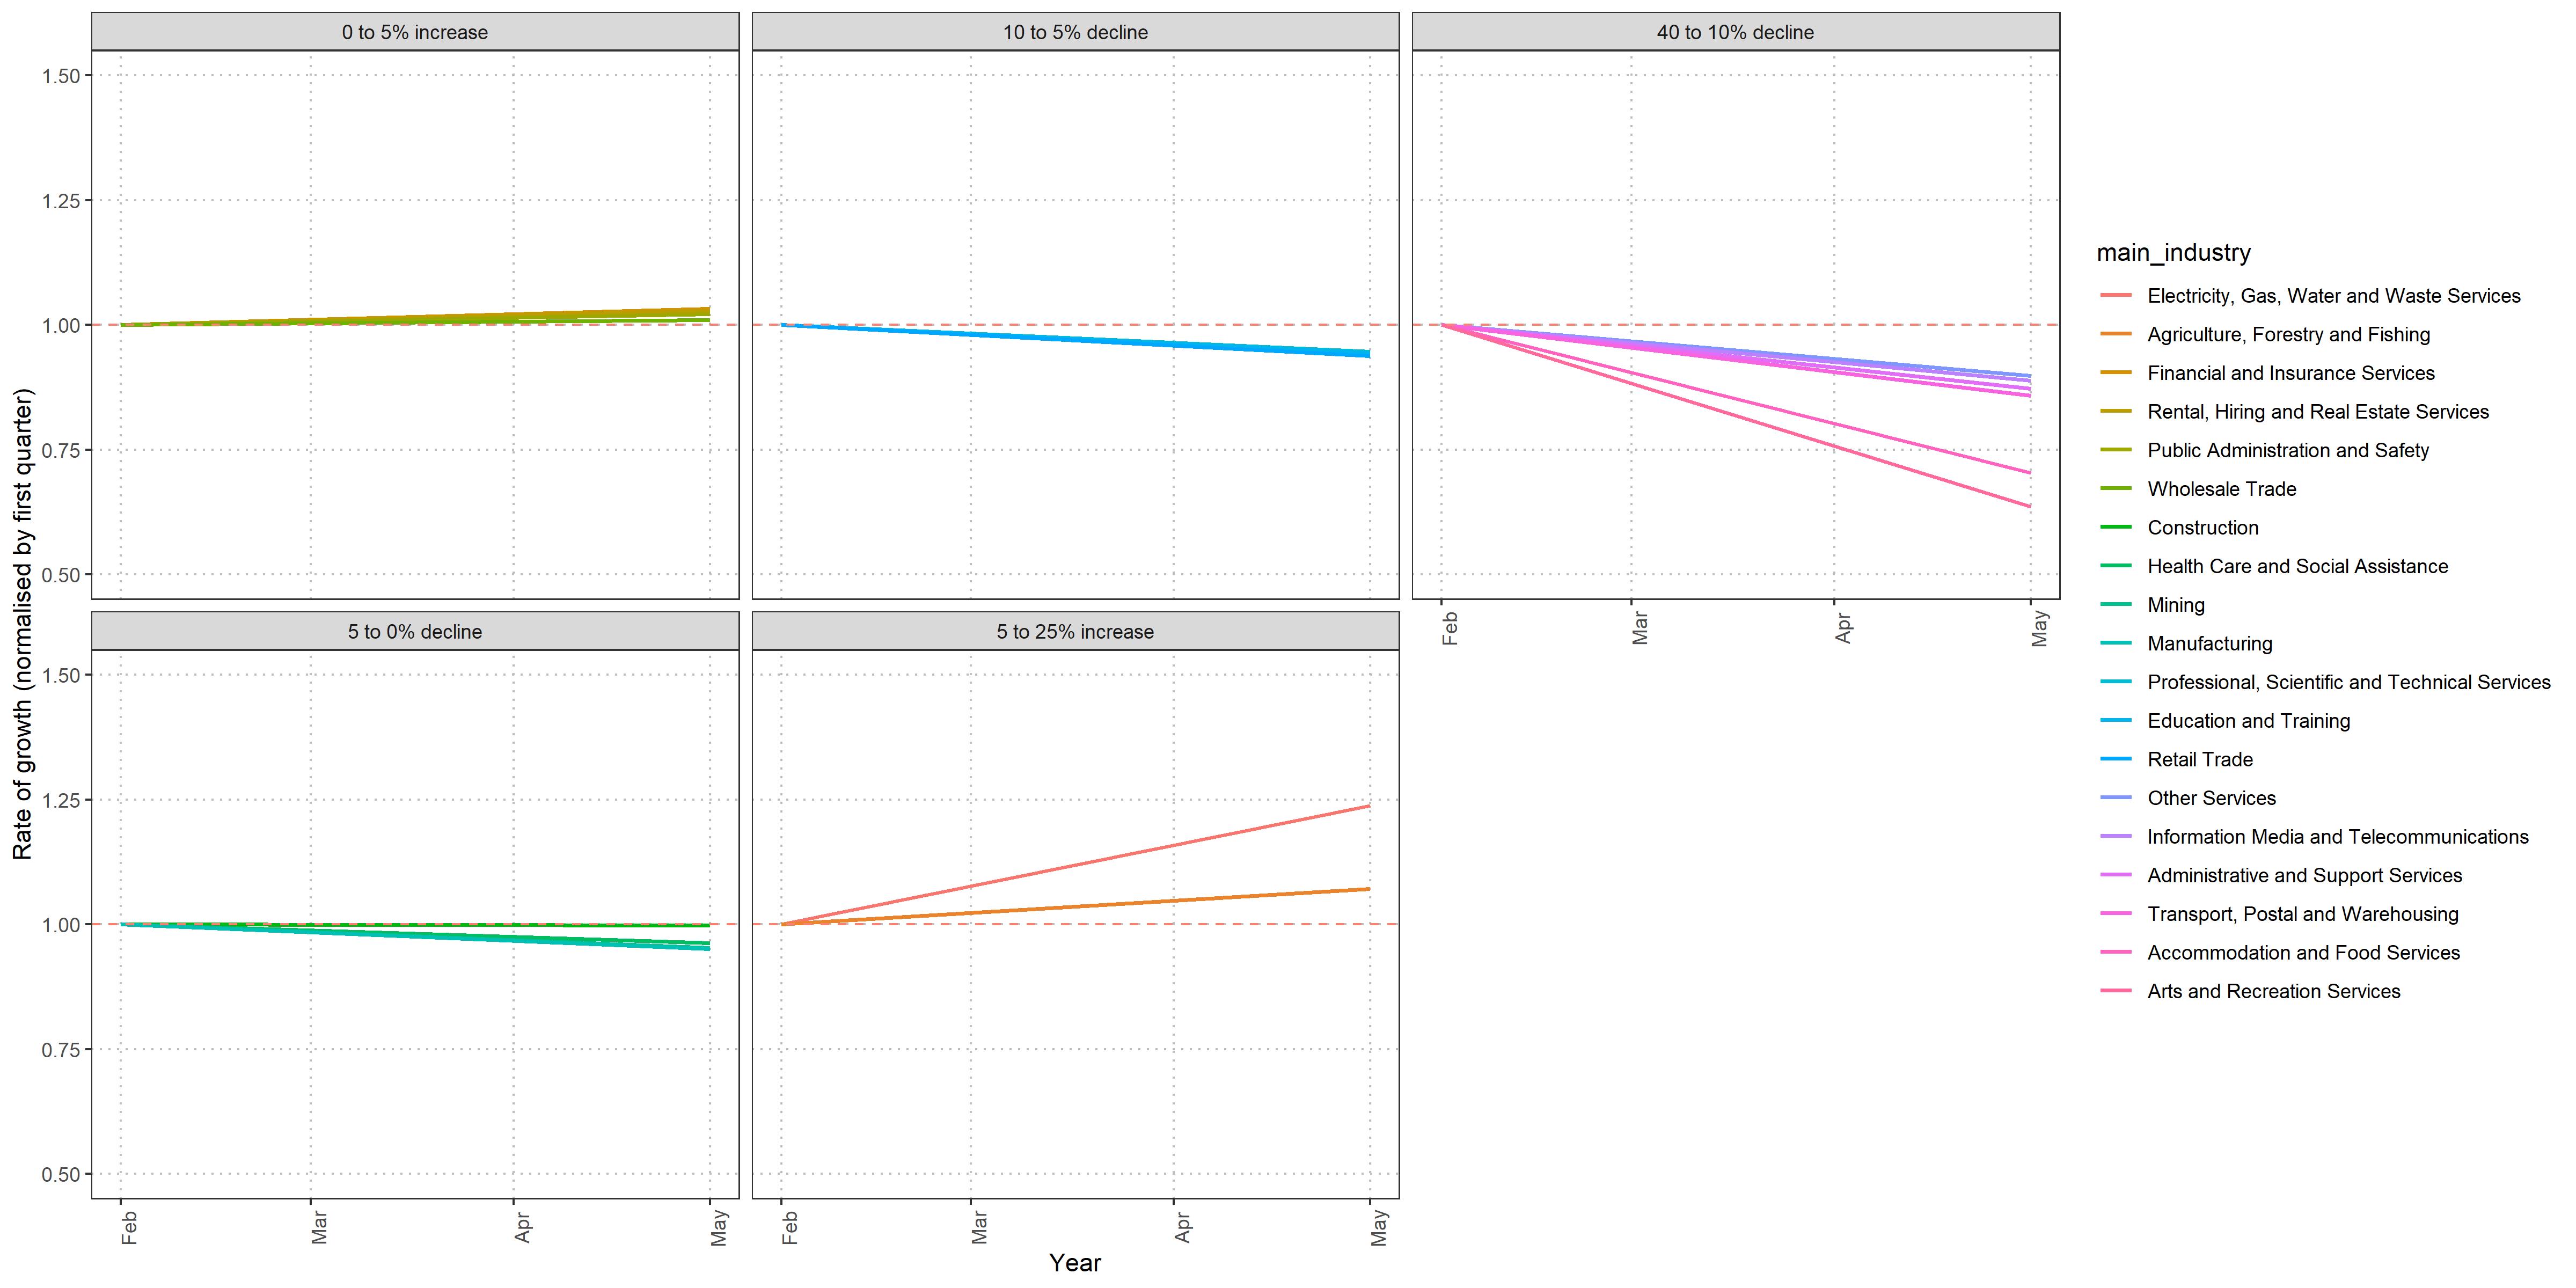 0 to 5% increase
10 to 5% decline
40 to 10% decline
1.50
1.25
1.00
0.75
0.50
Feb
Mar
Apr
May
5 to 0% decline
5 to 25% increase
1.50
1.25
1.00
0.75
0.50
Feb
Mar
Apr
May
Feb
Mar
Apr
May
Year
Rate of growth (normalised by first quarter)
main_industry
Electricity, Gas, Water and Waste Services
Agriculture, Forestry and Fishing
Financial and Insurance Services
Rental, Hiring and Real Estate Services
Public Administration and Safety
Wholesale Trade
Construction
Health Care and Social Assistance
Mining
Manufacturing
Professional, Scientific and Technical Services
Education and Training
Retail Trade
Other Services
Information Media and Telecommunications
Administrative and Support Services
Transport, Postal and Warehousing
Accommodation and Food Services
Arts and Recreation Services